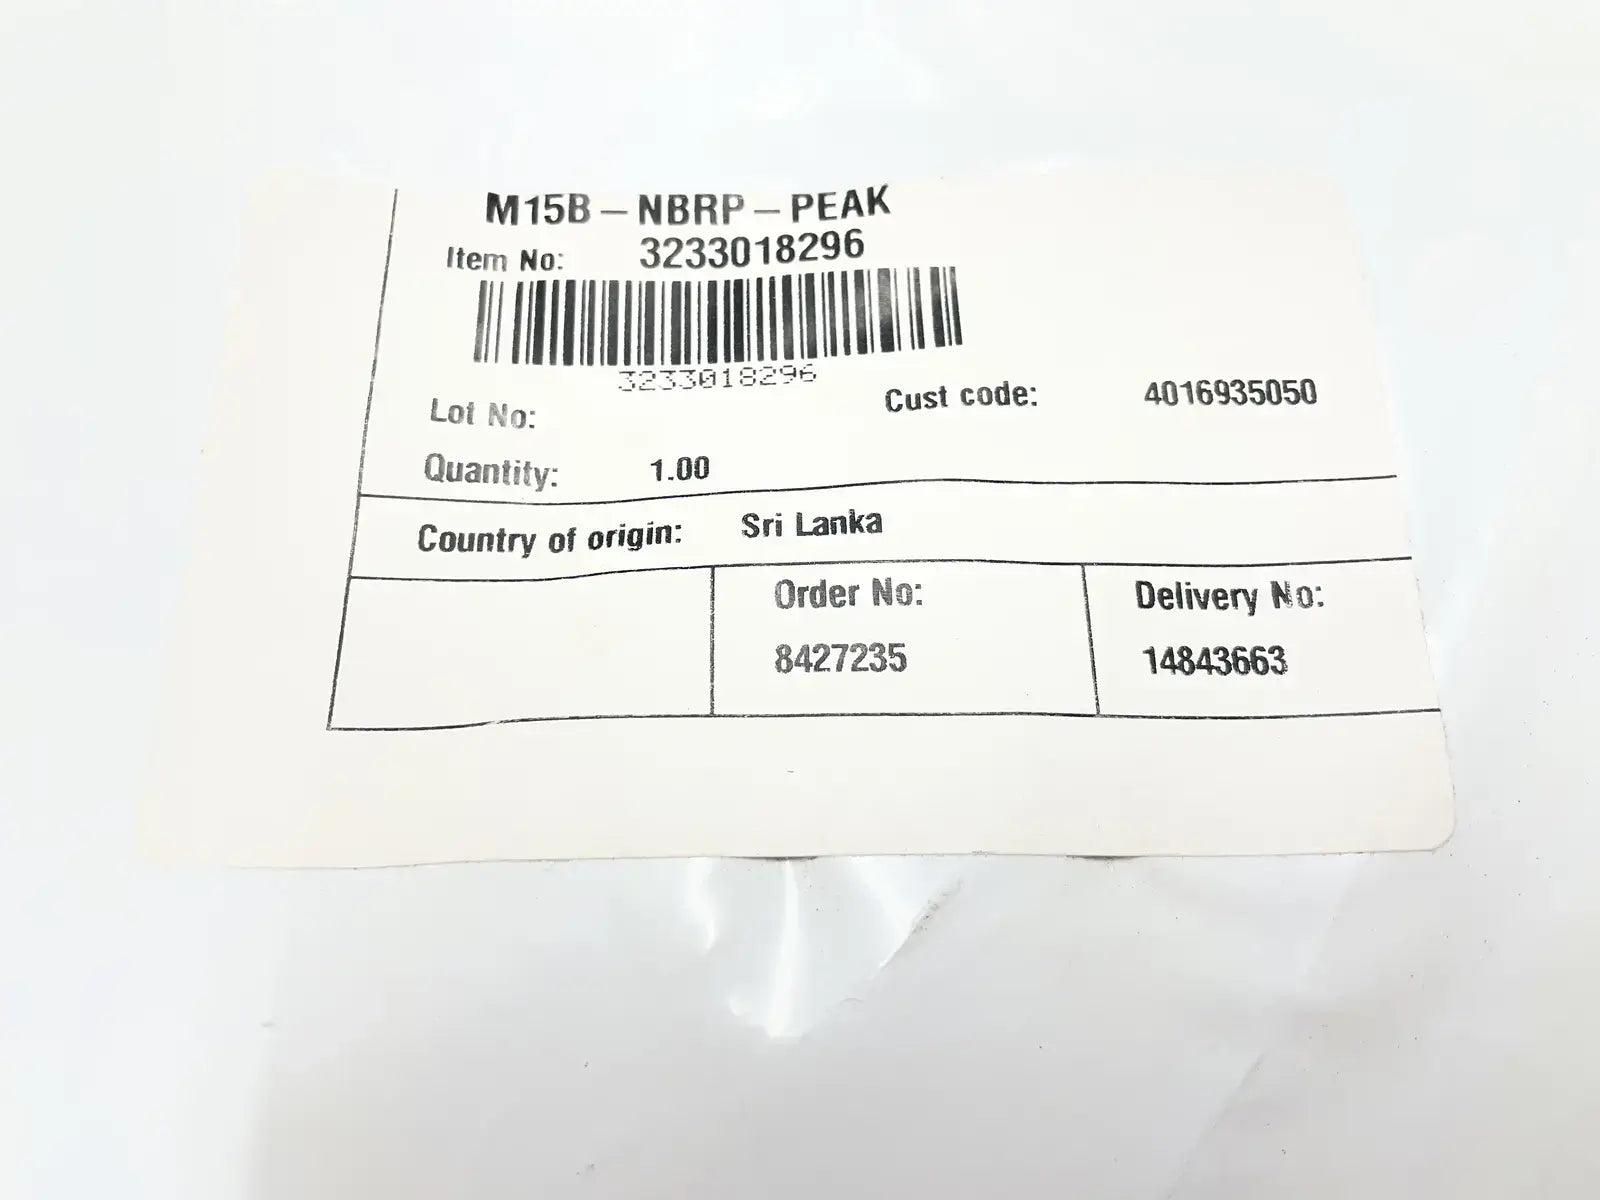 M15B – NBRP – PEAK
Item No: 3233018296
3233018296
Lot No:
Cust code: 4016935050
Quantity: 1.00
Country of origin: Sri Lanka
Order No: Delivery No:
8427235 14843663